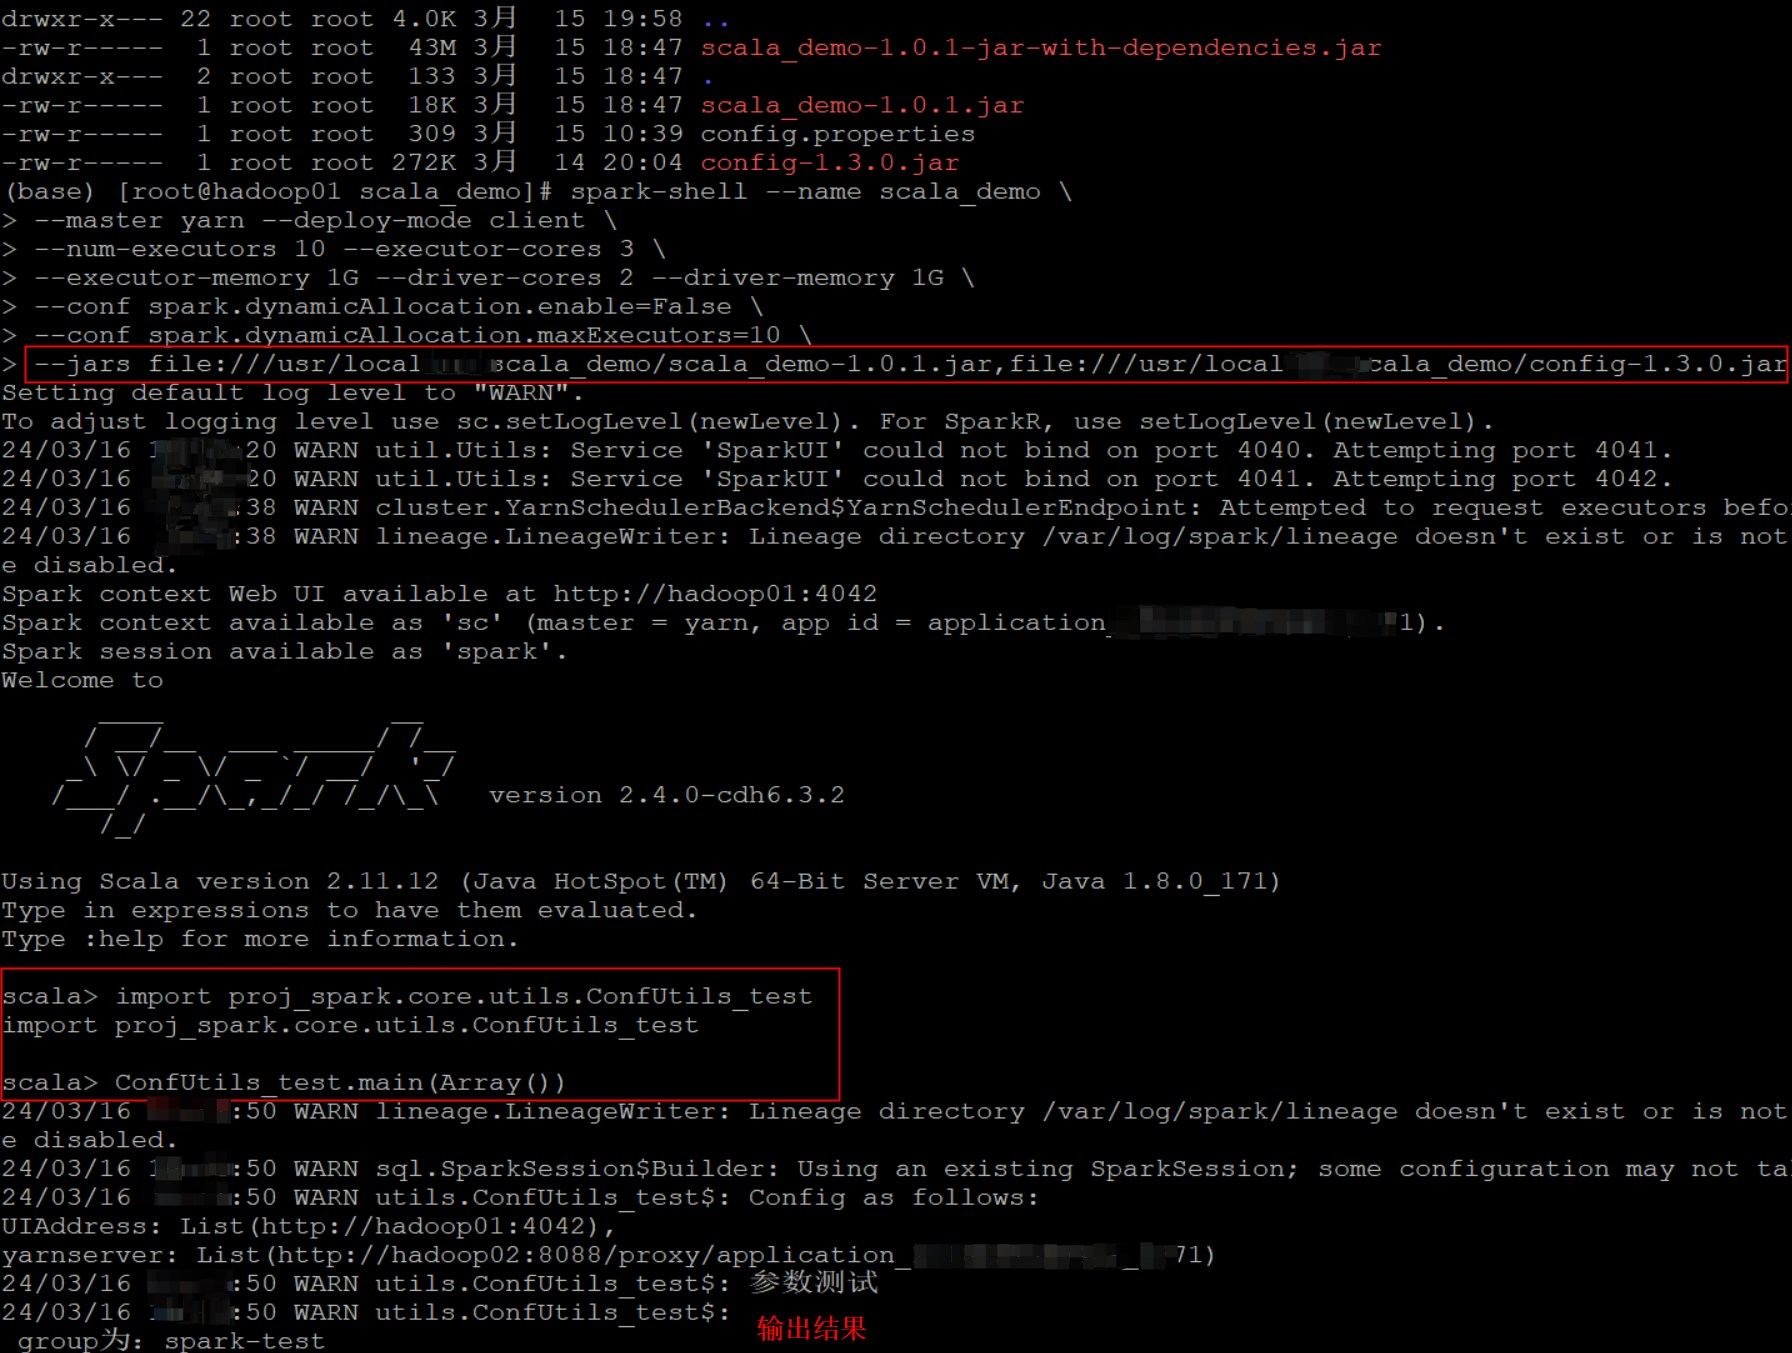 drwxr-x--- 22 root root 4.0K 3月  15 19:58 ..
-rw-r-----  1 root root  43M 3月  15 18:47 scala_demo-1.0.1-jar-with-dependencies.jar
drwxr-x---  2 root root  133 3月  15 18:47 .
-rw-r-----  1 root root  18K 3月  15 18:47 scala_demo-1.0.1.jar
-rw-r-----  1 root root  309 3月  15 10:39 config.properties
-rw-r-----  1 root root 272K 3月  14 20:04 config-1.3.0.jar
(base) [root@hadoop01 scala_demo]# spark-shell --name scala_demo \
> --master yarn --deploy-mode client \
> --num-executors 10 --executor-cores 3 \
> --executor-memory 1G --driver-cores 2 --driver-memory 1G \
> --conf spark.dynamicAllocation.enable=False \
> --conf spark.dynamicAllocation.maxExecutors=10 \
> --jars file:///usr/local scala_demo/scala_demo-1.0.1.jar,file:///usr/local cala_demo/config-1.3.0.jar
Setting default log level to "WARN".
To adjust logging level use sc.setLogLevel(newLevel). For SparkR, use setLogLevel(newLevel).
24/03/16 1 20 WARN util.Utils: Service 'SparkUI' could not bind on port 4040. Attempting port 4041.
24/03/16 20 WARN util.Utils: Service 'SparkUI' could not bind on port 4041. Attempting port 4042.
24/03/16 :38 WARN cluster.YarnSchedulerBackend$YarnSchedulerEndpoint: Attempted to request executors befo
24/03/16 :38 WARN lineage.LineageWriter: Lineage directory /var/log/spark/lineage doesn't exist or is not
e disabled.
Spark context Web UI available at http://hadoop01:4042
Spark context available as 'sc' (master = yarn, app id = application_ 1).
Spark session available as 'spark'.
Welcome to
      ____              __
     / __/__  ___ _____/ /__
    _\ \/ _ \/ _ `/ __/  '_/
   /___/ .__/\_,_/_/ /_/\_\   version 2.4.0-cdh6.3.2
      /_/
Using Scala version 2.11.12 (Java HotSpot(TM) 64-Bit Server VM, Java 1.8.0_171)
Type in expressions to have them evaluated.
Type :help for more information.
scala> import proj_spark.core.utils.ConfUtils_test
import proj_spark.core.utils.ConfUtils_test
scala> ConfUtils_test.main(Array())
24/03/16 :50 WARN lineage.LineageWriter: Lineage directory /var/log/spark/lineage doesn't exist or is not
e disabled.
24/03/16 1 :50 WARN sql.SparkSession$Builder: Using an existing SparkSession; some configuration may not ta
24/03/16 :50 WARN utils.ConfUtils_test$: Config as follows:
UIAddress: List(http://hadoop01:4042),
yarnserver: List(http://hadoop02:8088/proxy/application_ _ 71)
24/03/16 :50 WARN utils.ConfUtils_test$: 参数测试
24/03/16 :50 WARN utils.ConfUtils_test$:
输出结果
 group为: spark-test